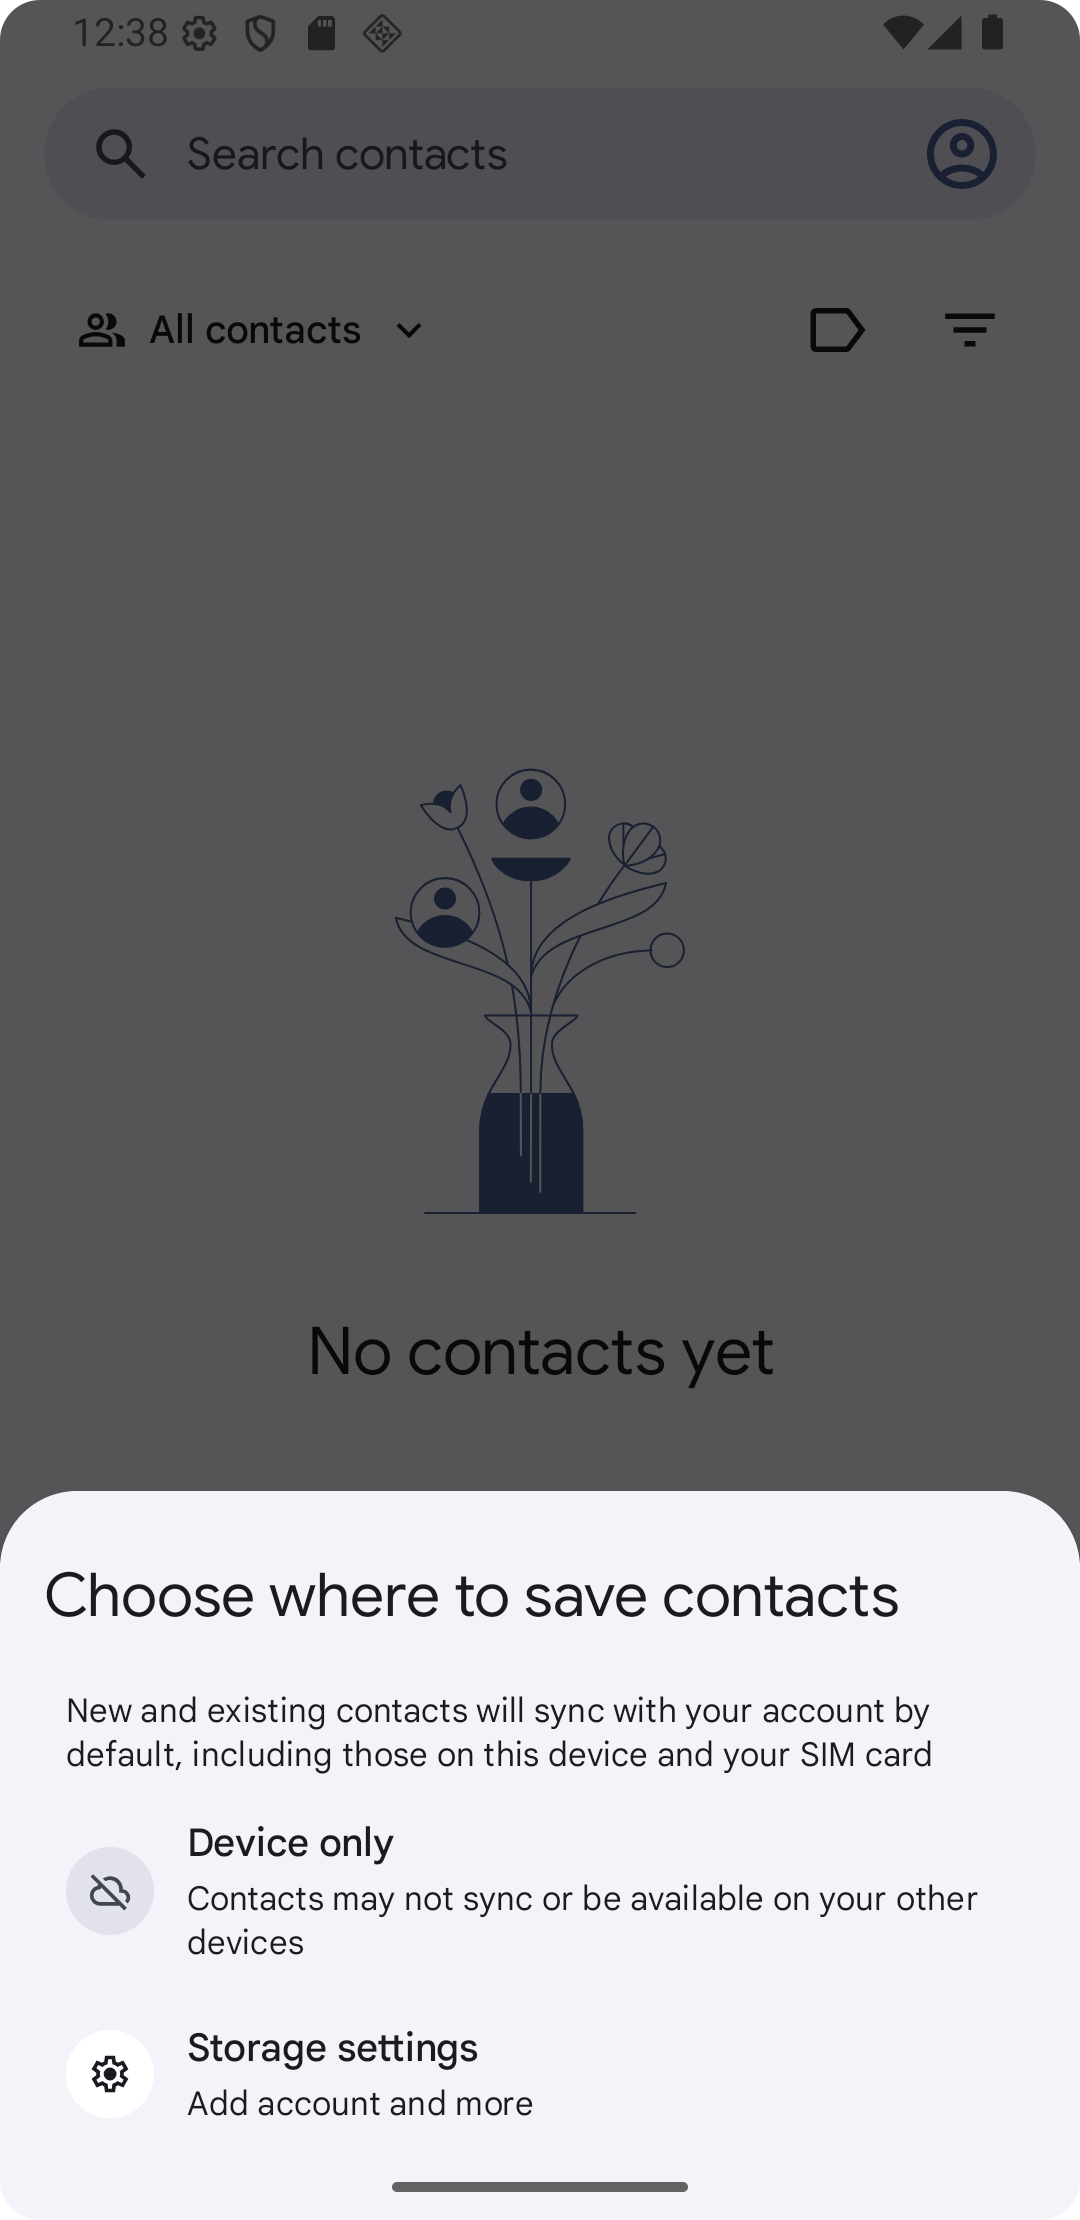 12:38
Search contacts
All contacts
No contacts yet
Choose where to save contacts
New and existing contacts will sync with your account by
default, including those on this device and your SIM card
Device only
Contacts may not sync or be available on your other
devices
Storage settings
Add account and more